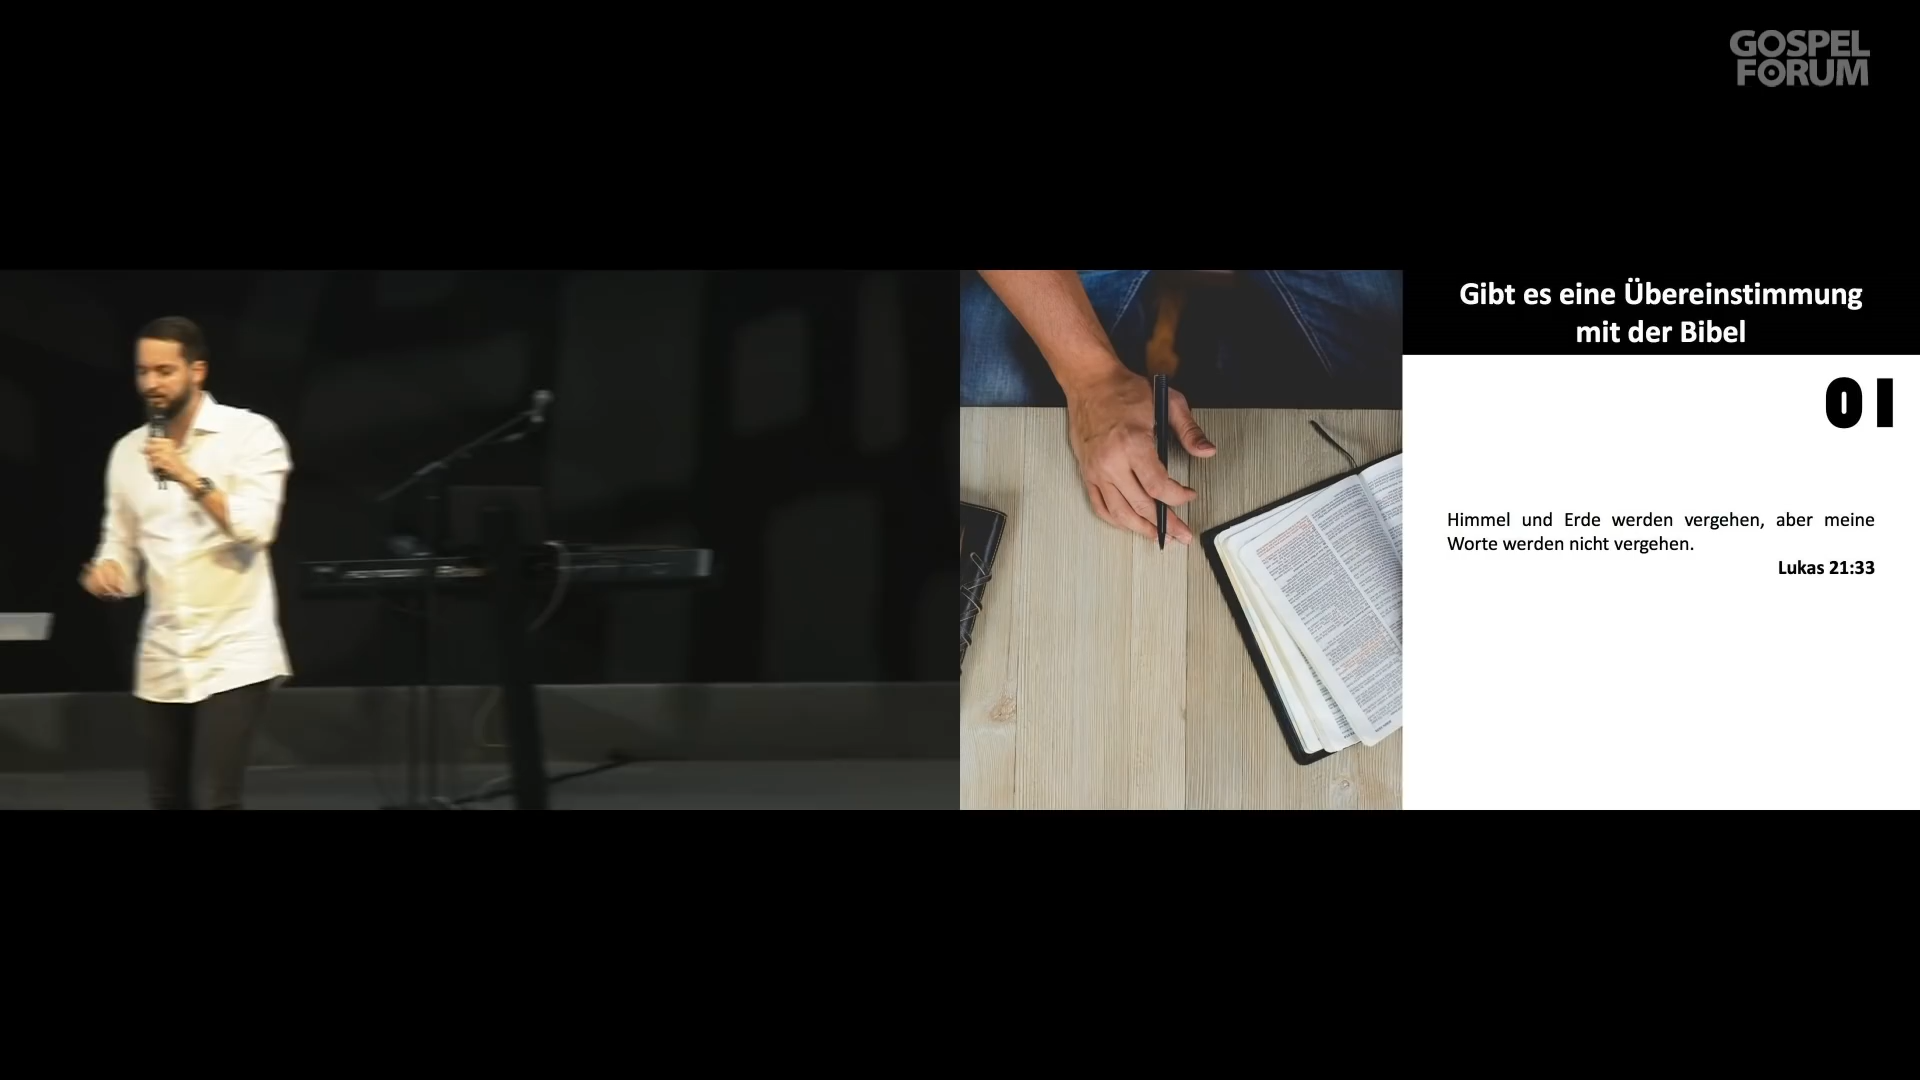 GOSPEL
FORUM
Gibt es eine Übereinstimmung
mit der Bibel
01
Himmel und Erde werden vergehen, aber meine
Worte werden nicht vergehen.
Lukas 21:33